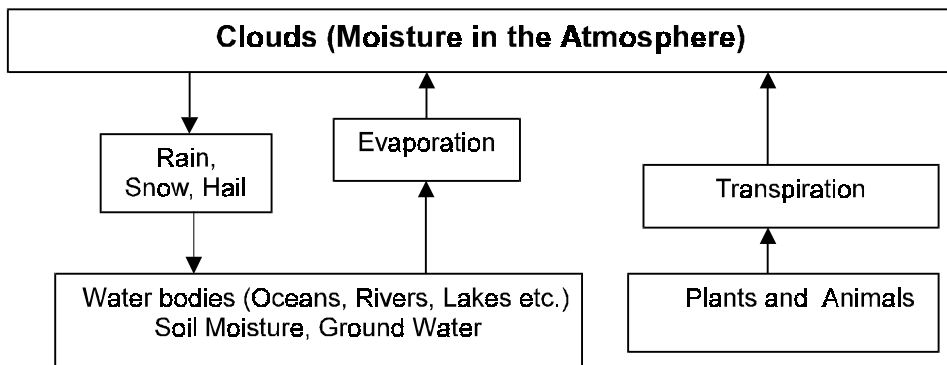 Clouds (Moisture in the Atmosphere)
Rain,
Snow, Hail
Evaporation
Transpiration
Water bodies (Oceans, Rivers, Lakes etc.)
Soil Moisture, Ground Water
Plants and Animals